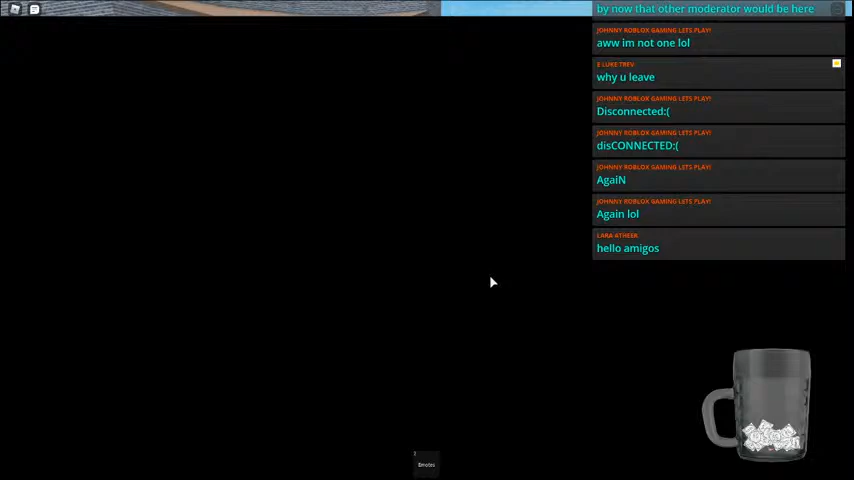 by now that other moderator would be here
JOHNNY ROBLOX GAMING LETS PLAY!
aww im not one lol
E LUKE TREV
why u leave
JOHNNY ROBLOX GAMING LETS PLAY!
Disconnected:(
JOHNNY ROBLOX GAMING LETS PLAY!
disCONNECTED:(
JOHNNY ROBLOX GAMING LETS PLAY!
AgaiN
JOHNNY ROBLOX GAMING LETS PLAY!
Again lol
LARA ATHEER
hello amigos
Emotes